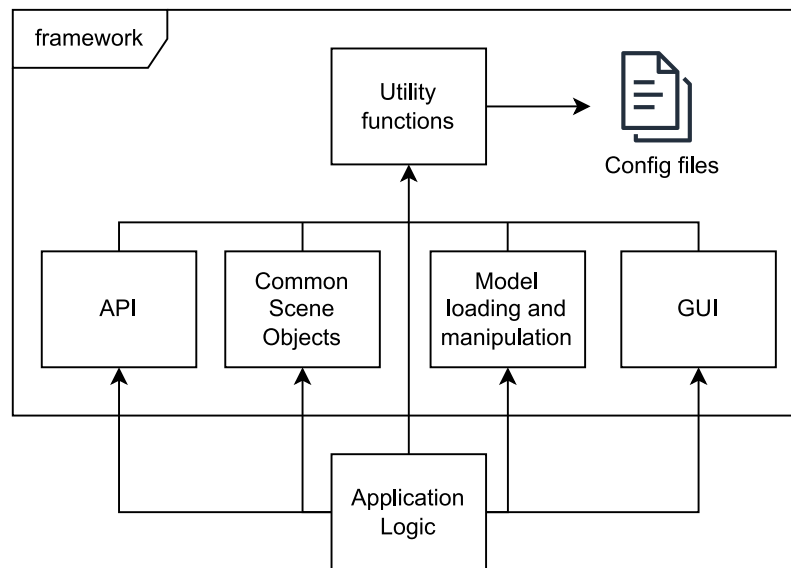 framework
Utility
functions
Config files
API
Common
Scene
Objects
Model
loading and
manipulation
GUI
Application
Logic